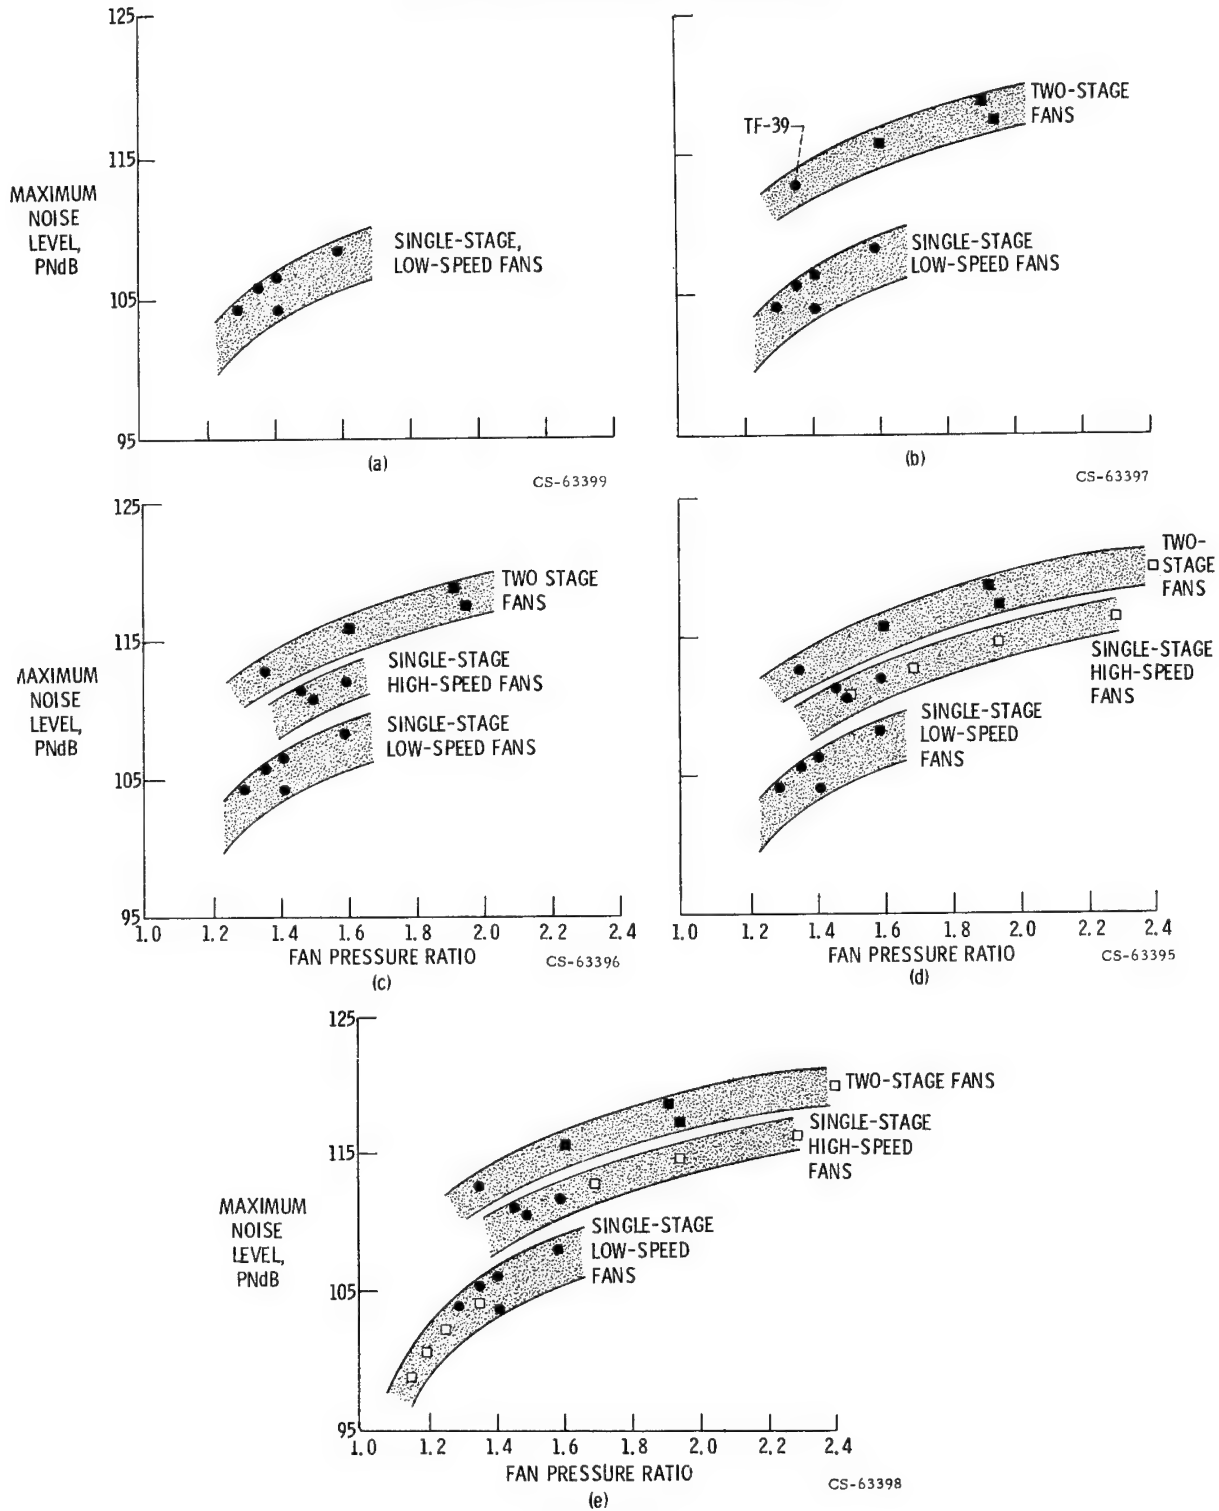 125
115
105
95
MAXIMUM
NOISE
LEVEL,
PNdB
SINGLE-STAGE,
LOW-SPEED FANS
(a)
CS-63399
TF-39
TWO-STAGE
FANS
SINGLE-STAGE
LOW-SPEED FANS
(b)
CS-63397
125
115
105
95
MAXIMUM
NOISE
LEVEL,
PNdB
TWO STAGE
FANS
SINGLE-STAGE
HIGH-SPEED FANS
SINGLE-STAGE
LOW-SPEED FANS
1.0 1.2 1.4 1.6 1.8 2.0 2.2 2.4
FAN PRESSURE RATIO
CS-63396
(c)
TWO-
STAGE
FANS
SINGLE-STAGE
HIGH-SPEED
FANS
SINGLE-STAGE
LOW-SPEED
FANS
1.0 1.2 1.4 1.6 1.8 2.0 2.2 2.4
FAN PRESSURE RATIO
CS-63395
(d)
125
115
105
95
MAXIMUM
NOISE
LEVEL,
PNdB
TWO-STAGE FANS
SINGLE-STAGE
HIGH-SPEED
FANS
SINGLE-STAGE
LOW-SPEED
FANS
1.0 1.2 1.4 1.6 1.8 2.0 2.2 2.4
FAN PRESSURE RATIO
CS-63398
(e)